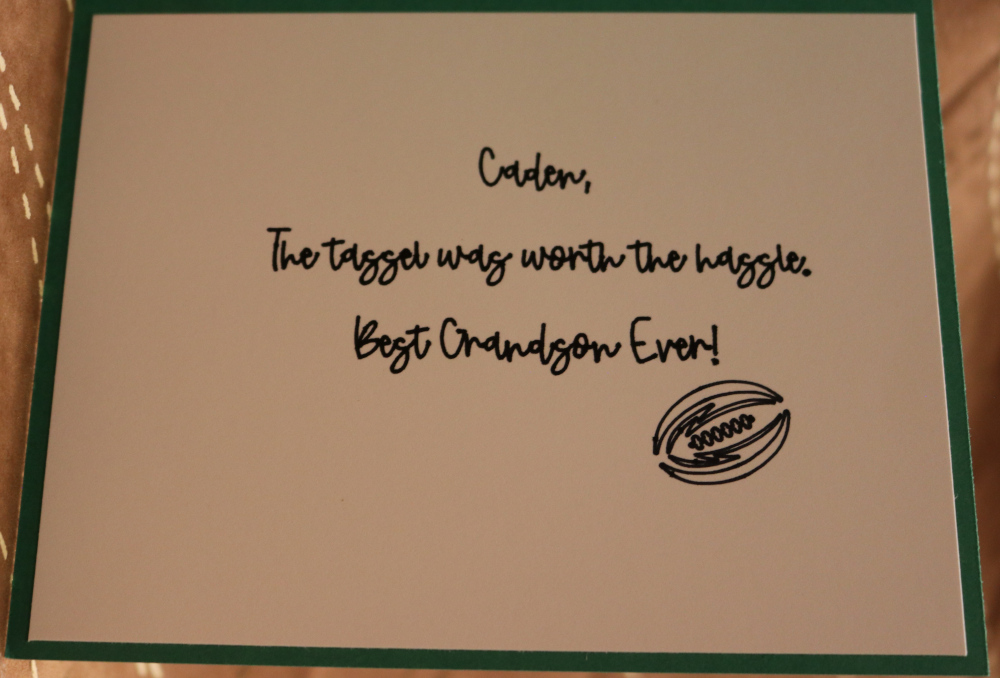 Caden,
The tassel was worth the hassle.
Best Grandson Ever!